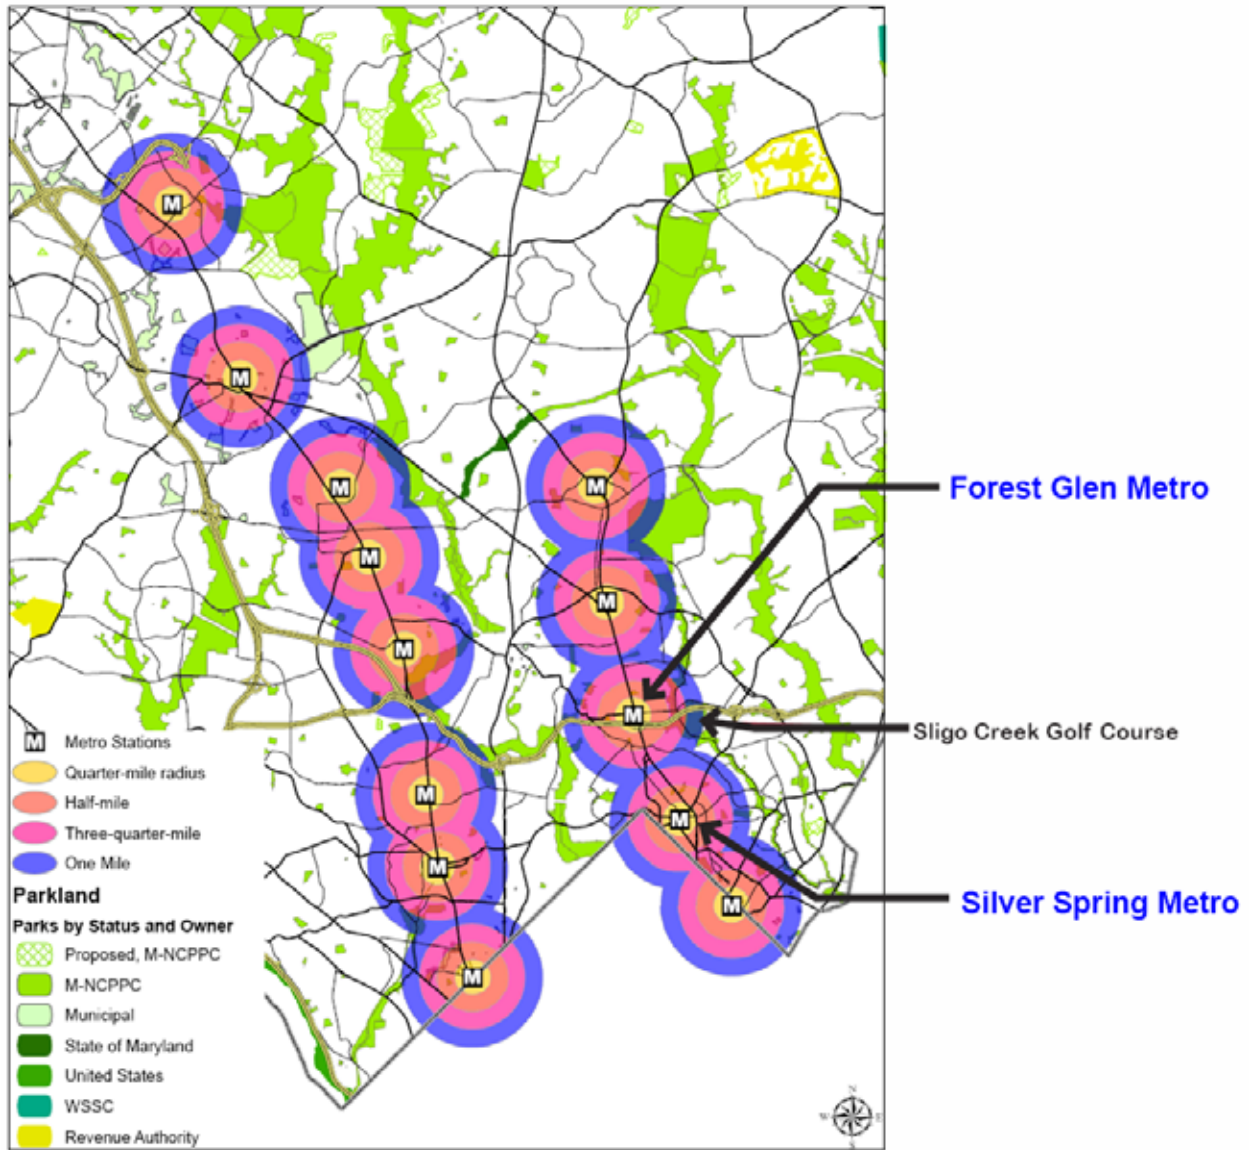 M
M
M
M
M
Forest Glen Metro
M
M
M
M
Sligo Creek Golf Course
M Metro Stations
Quarter-mile radius
Half-mile
Three-quarter-mile
One Mile
M
M
M
Silver Spring Metro
M
M
Parkland
Parks by Status and Owner
Proposed, M-NCPPC
M-NCPPC
Municipal
State of Maryland
United States
WSSC
Revenue Authority
N
W E
S